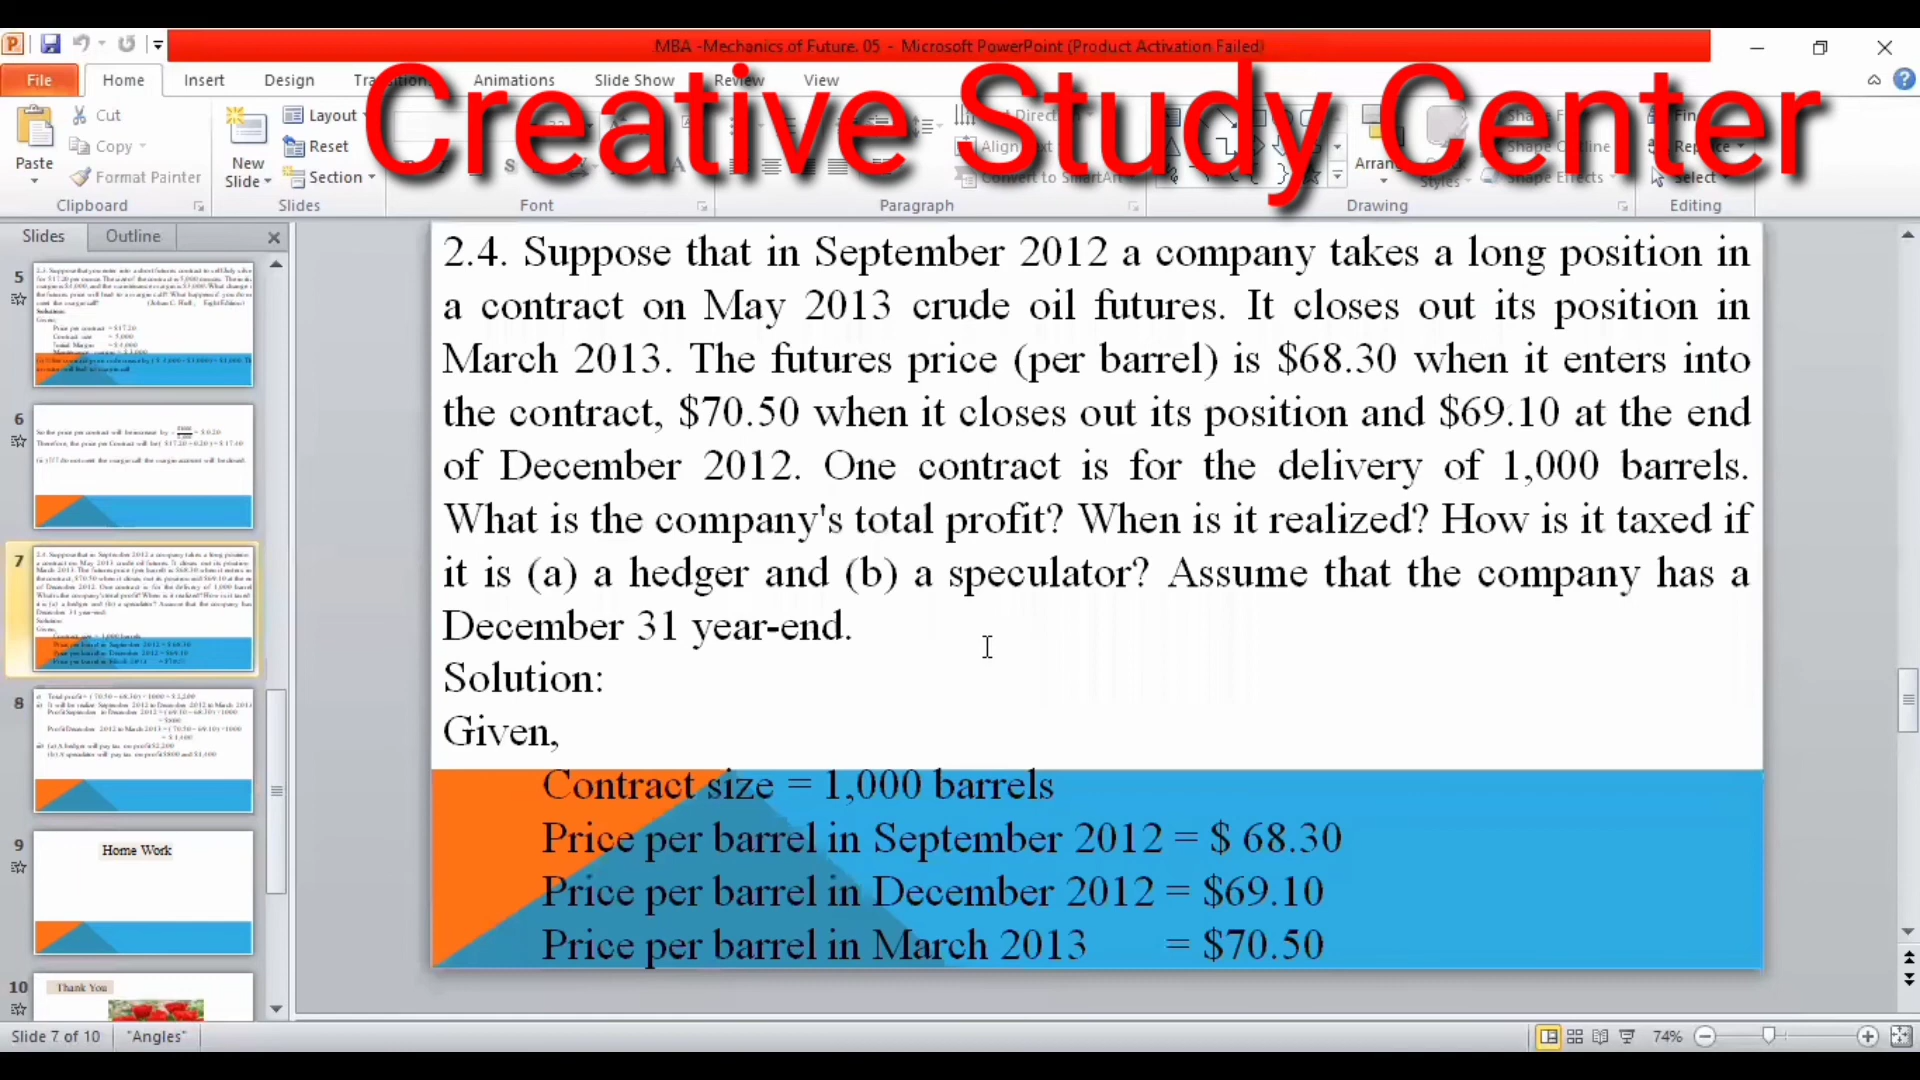 MBA -Mechanics of Future. 05 - Microsoft PowerPoint (Product Activation Failed)
File Home Insert Design Animations Slide Show Review View
Creative Study Center
Cut
Copy
Format Painter
Paste
Clipboard
New Slide
Layout
Reset
Section
Slides
Font
Paragraph
Drawing
Select
Editing
Slides Outline
5
6
7
8
9
Home Work
10
Thank You
2.4. Suppose that in September 2012 a company takes a long position in
a contract on May 2013 crude oil futures. It closes out its position in
March 2013. The futures price (per barrel) is $68.30 when it enters into
the contract, $70.50 when it closes out its position and $69.10 at the end
of December 2012. One contract is for the delivery of 1,000 barrels.
What is the company's total profit? When is it realized? How is it taxed if
it is (a) a hedger and (b) a speculator? Assume that the company has a
December 31 year-end.
Solution:
Given,
Contract size = 1,000 barrels
Price per barrel in September 2012 = $ 68.30
Price per barrel in December 2012 = $69.10
Price per barrel in March 2013 = $70.50
Slide 7 of 10 "Angles" 74%